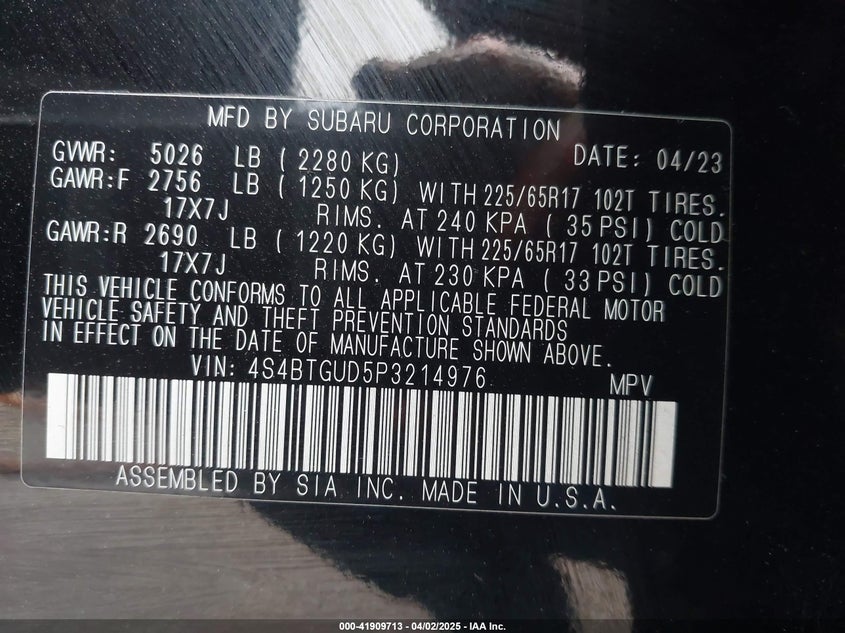 MFD BY SUBARU CORPORATION
GVWR: 5026 LB ( 2280 KG) DATE: 04/23
GAWR:F 2756 LB ( 1250 KG) WITH 225/65R17 102T TIRES.
17X7J RIMS. AT 240 KPA ( 35 PSI) COLD
GAWR:R 2690 LB ( 1220 KG) WITH 225/65R17 102T TIRES.
17X7J RIMS. AT 230 KPA ( 33 PSI) COLD
THIS VEHICLE CONFORMS TO ALL APPLICABLE FEDERAL MOTOR
VEHICLE SAFETY AND THEFT PREVENTION STANDARDS
IN EFFECT ON THE DATE OF MANUFACTURE SHOWN ABOVE.
VIN: 4S4BTGUD5P3214976 MPV
ASSEMBLED BY SIA INC. MADE IN U.S.A.
000-41909713 - 04/02/2025 - IAA Inc.